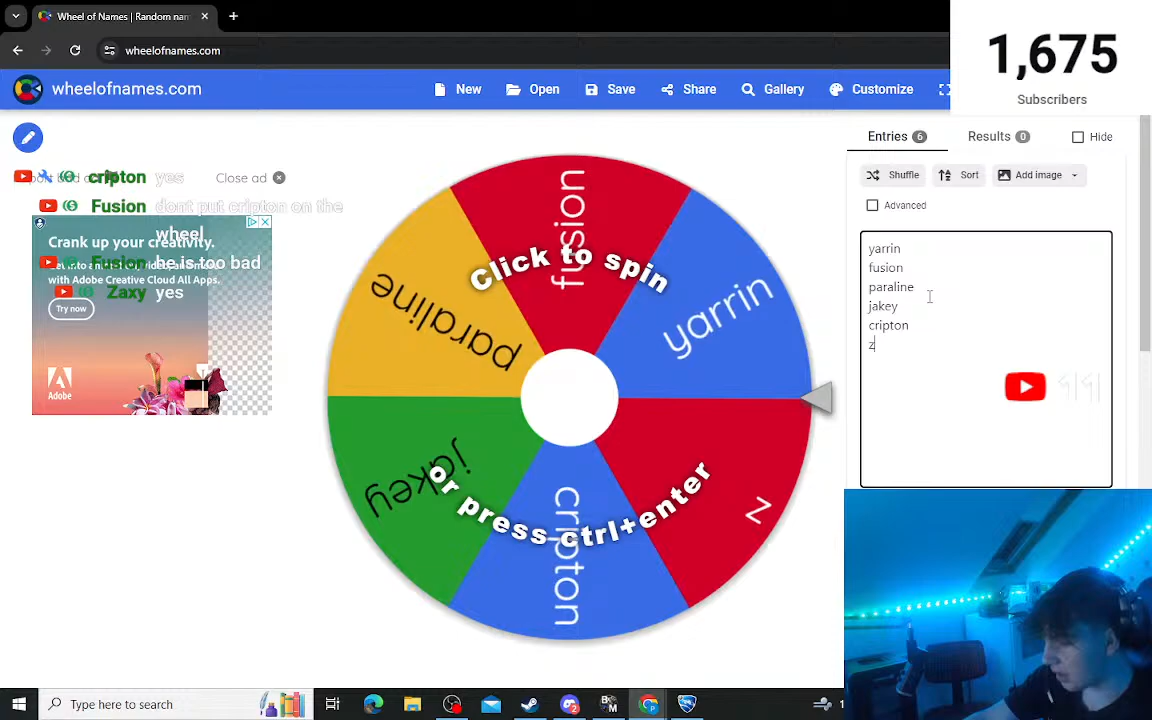 Wheel of Names | Random nam
wheelofnames.com
1,675
Subscribers
wheelofnames.com
New
Open
Save
Share
Gallery
Customize
Entries 6
Results 0
Hide
Shuffle
Sort
Add image
Advanced
cripton yes
Close ad
Fusion dont put cripton on the
wheel
Fusion he is too bad
Zaxy yes
Crank up your creativity.
with Adobe Creative Cloud All Apps.
Try now
Adobe
yarrin
fusion
paraline
jakey
cripton
z
11
fusion
yarrin
paraline
jakey
cripton
z
Click to spin
or press ctrl+enter
Type here to search